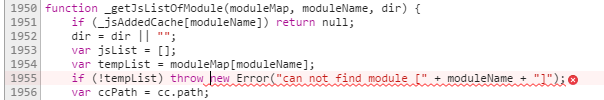 1950 function _getJsListOfModule(moduleMap, moduleName, dir) {
1951     if (_jsAddedCache[moduleName]) return null;
1952     dir = dir || "";
1953     var jsList = [];
1954     var tempList = moduleMap[moduleName];
1955     if (!tempList) throw new Error("can not find module [" + moduleName + "]");
1956     var ccPath = cc.path;